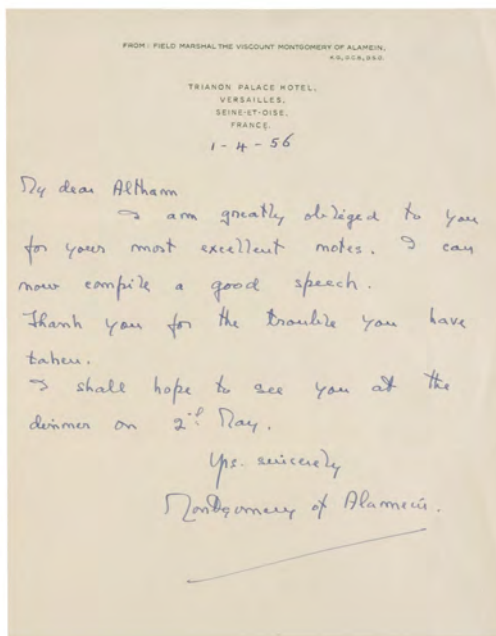 FROM: FIELD MARSHAL THE VISCOUNT MONTGOMERY OF ALAMEIN,
K.G., G.C.B., D.S.O.
TRIANON PALACE HOTEL,
VERSAILLES,
SEINE-ET-OISE,
FRANCE.
1-4-56
My dear Altham
I am greatly obliged to you
for your most excellent notes. I can
now compile a good speech.
Thank you for the trouble you have
taken.
I shall hope to see you at the
dinner on 2nd May.
Yrs. sincerely
Montgomery of Alamein.